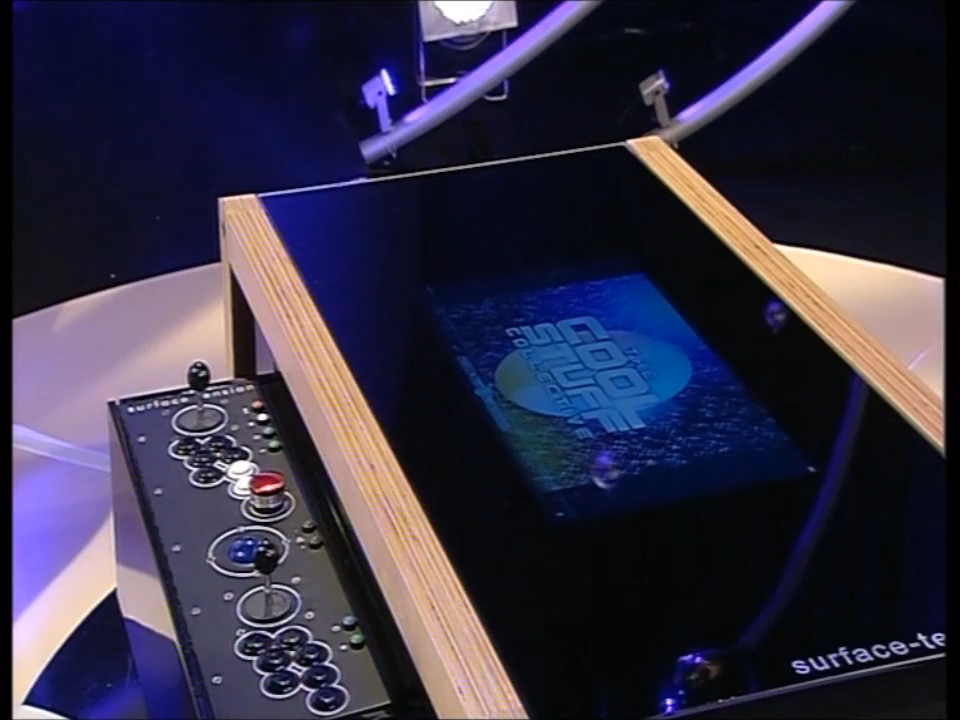 THE
COOL
STUFF
COLLECTIVE
surface-tension
surface-te